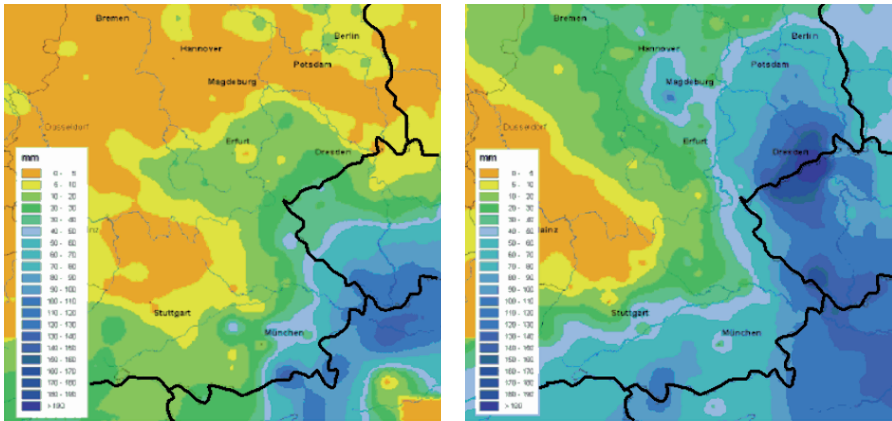 Bremen
Berlin
Hannover
Potsdam
Magdeburg
Düsseldorf
Erfurt
Dresden
mm
0 - 5
5 - 10
10 - 20
20 - 30
30 - 40
40 - 50
50 - 60
60 - 70
70 - 80
80 - 90
90 - 100
100 - 110
110 - 120
120 - 130
130 - 140
140 - 150
150 - 160
160 - 170
170 - 180
180 - 190
>190
ainz
Stuttgart
München
Bremen
Berlin
Hannover
Potsdam
Magdeburg
Düsseldorf
Erfurt
Dresden
mm
0 - 5
5 - 10
10 - 20
20 - 30
30 - 40
40 - 50
50 - 60
60 - 70
70 - 80
80 - 90
90 - 100
100 - 110
110 - 120
120 - 130
130 - 140
140 - 150
150 - 160
160 - 170
170 - 180
180 - 190
>190
ainz
Stuttgart
München